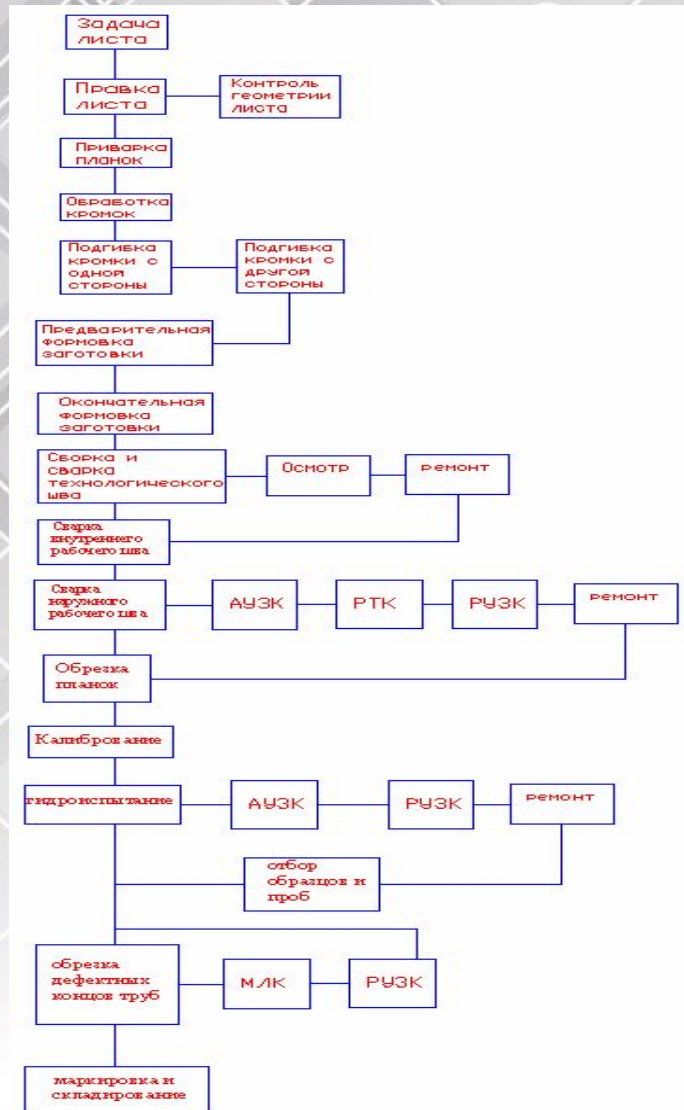 Задача
листа
Правка
листа
Контроль
геометрии
листа
Приварка
планок
Обработка
кромок
Подгибка
кромки с
одной
стороны
Подгибка
кромки с
другой
стороны
Предварительная
формовка
заготовки
Окончательная
формовка
заготовки
Сборка и
сварка
технологического
шва
Осмотр
ремонт
Сварка
внутреннего
рабочего шва
Сварка
наружного
рабочего шва
АУЗК
РТК
РУЗК
ремонт
Обрезка
планок
Калибрование
гидроиспытание
АУЗК
РУЗК
ремонт
отбор
образцов и
проб
обрезка
дефектных
концов труб
МЛК
РУЗК
маркировка и
складирование